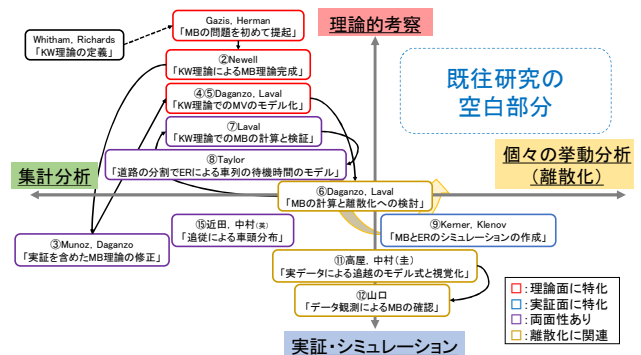 Gazis, Herman
「MBの問題を初めて提起」
理論的考察
Whitham, Richards
「KW理論の定義」
②Newell
「KW理論によるMB理論完成」
既往研究の
空白部分
④⑤Daganzo, Laval
「KW理論でのMVのモデル化」
⑦Laval
「KW理論でのMBの計算と検証」
⑧Taylor
「道路の分割でERによる車列の待機時間のモデル」
集計分析
個々の挙動分析
(離散化)
⑥Daganzo, Laval
「MBの計算と離散化への検討」
⑮近田, 中村(英)
「追従による車頭分布」
⑨Kerner, Klenov
「MBとERのシミュレーションの作成」
③Munoz, Daganzo
「実証を含めたMB理論の修正」
⑪高屋, 中村(圭)
「実データによる追越のモデル式と視覚化」
⑫山口
「データ観測によるMBの確認」
実証・シミュレーション
:理論面に特化
:実証面に特化
:両面性あり
:離散化に関連